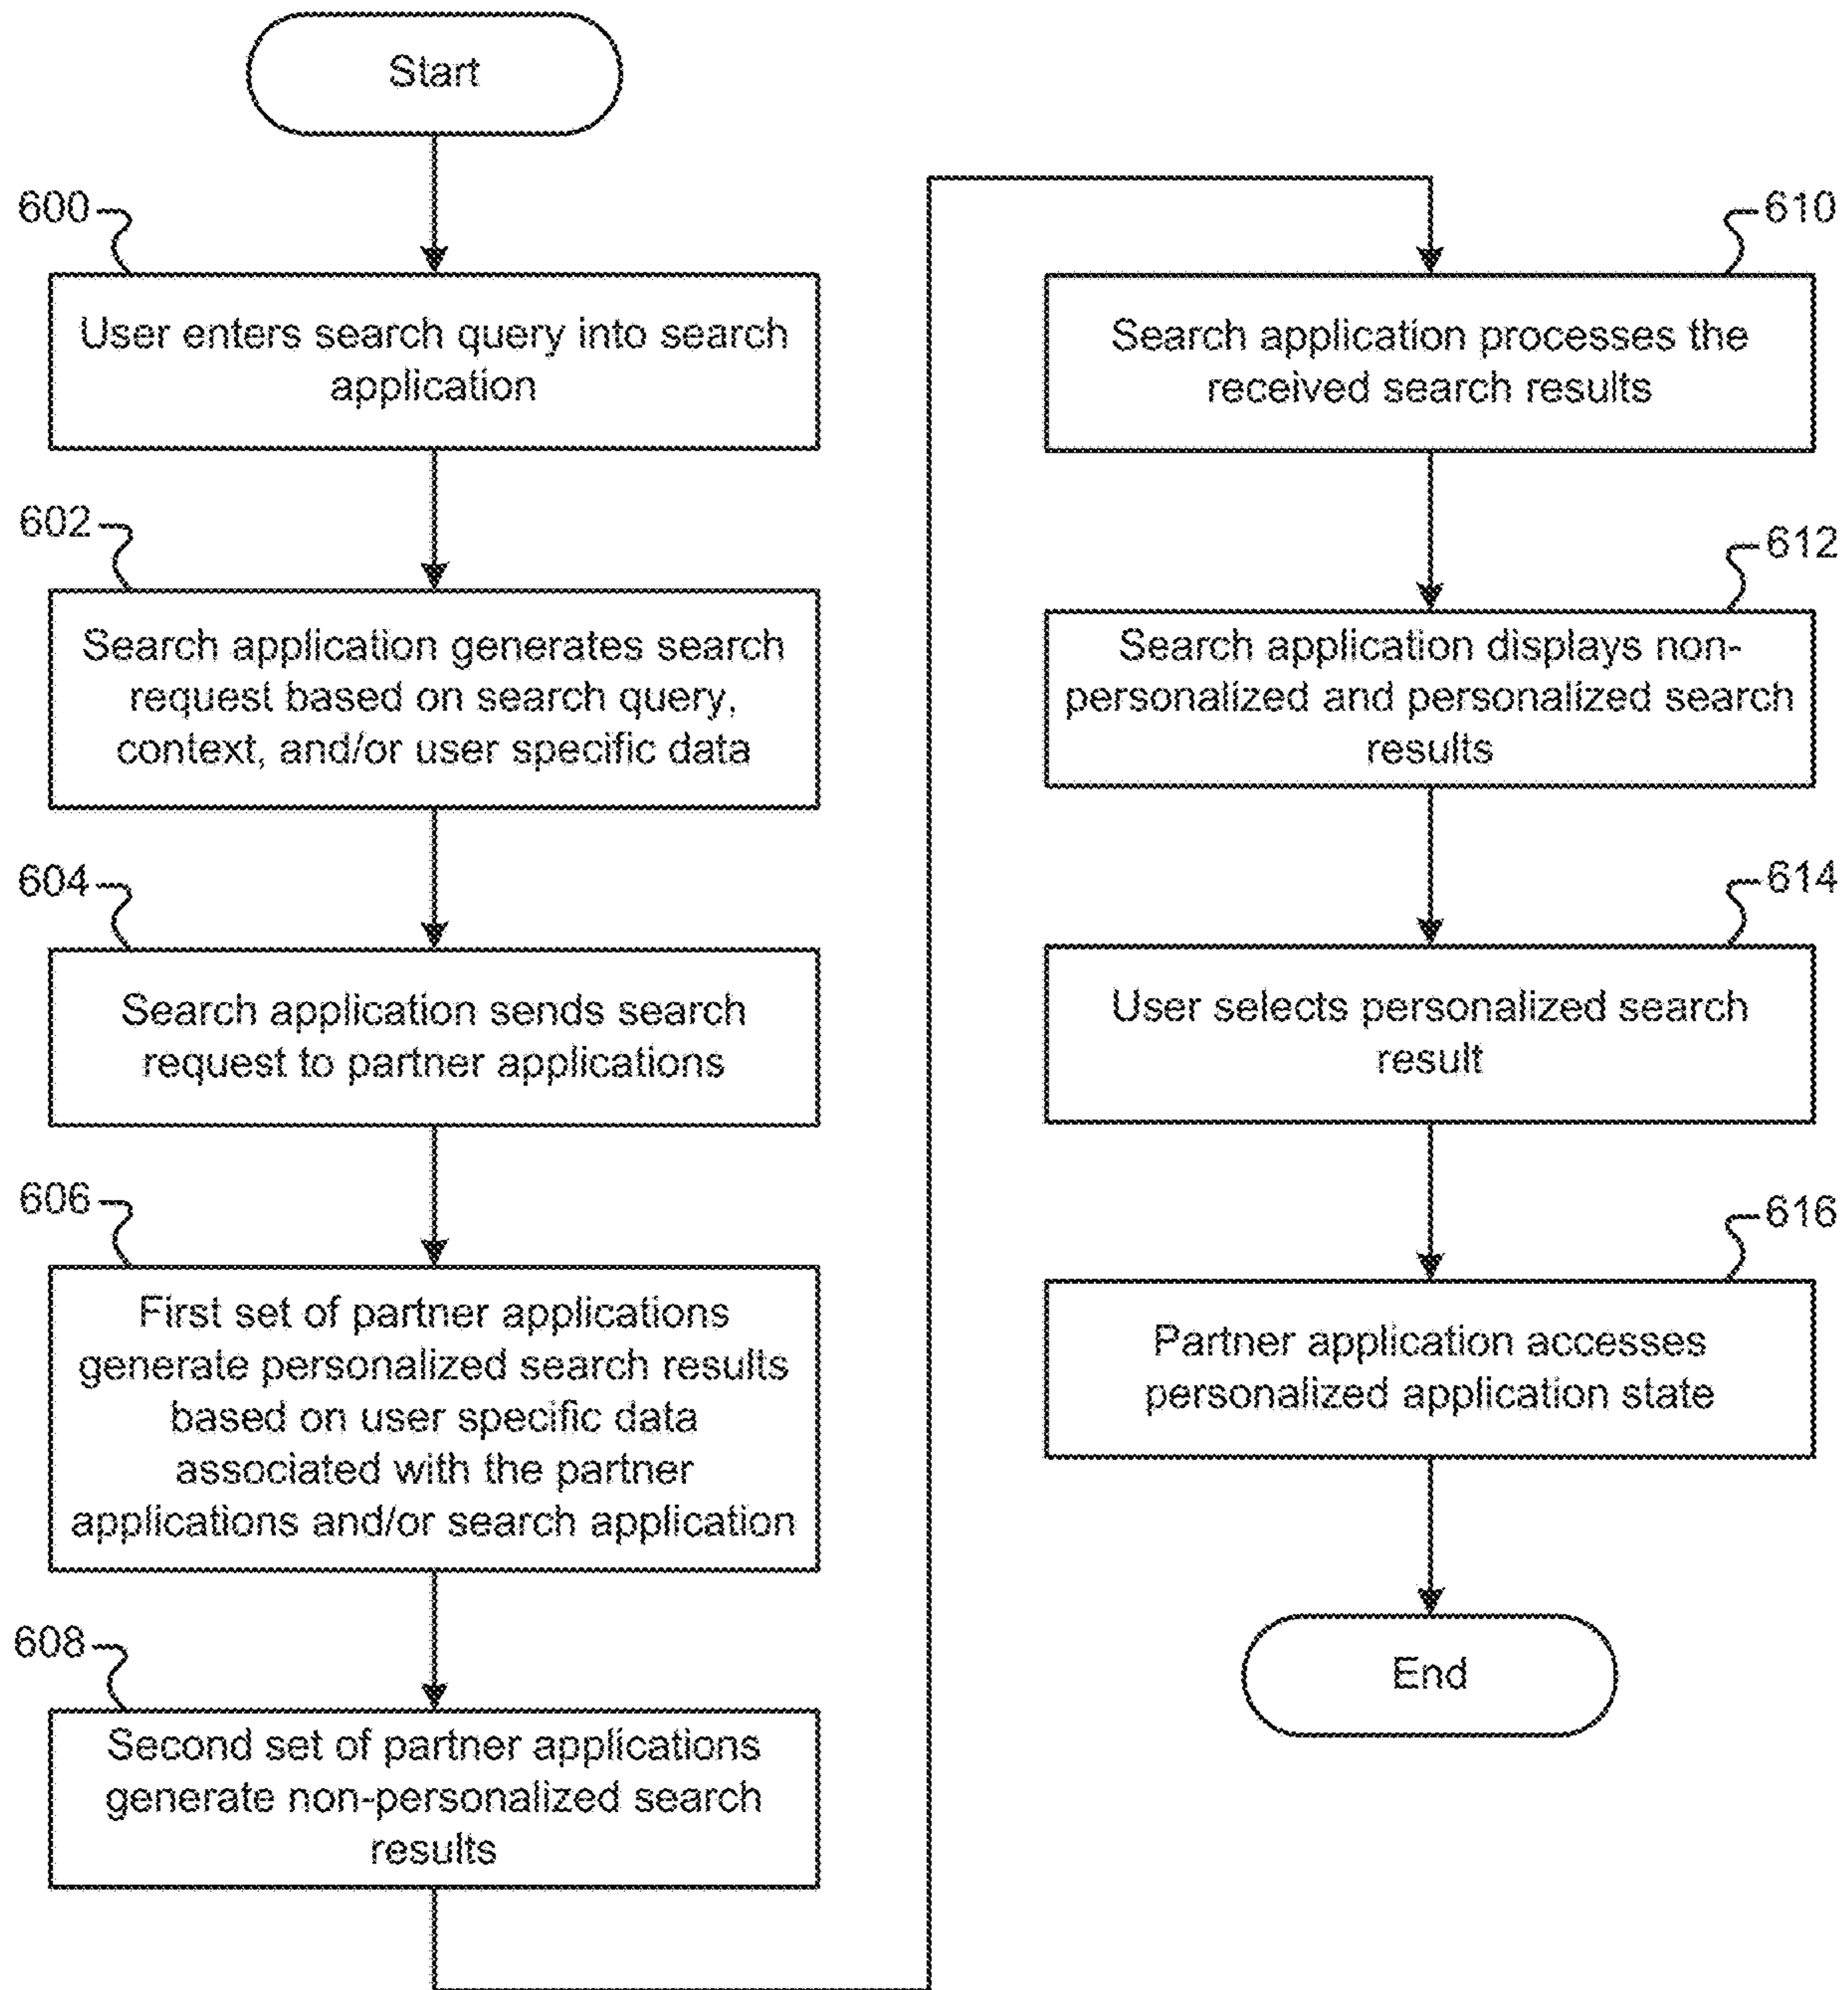 Start
600
User enters search query into search
application
602
Search application generates search
request based on search query,
context, and/or user specific data
604
Search application sends search
request to partner applications
606
First set of partner applications
generate personalized search results
based on user specific data
associated with the partner
applications and/or search application
608
Second set of partner applications
generate non-personalized search
results
610
Search application processes the
received search results
612
Search application displays non-
personalized and personalized search
results
614
User selects personalized search
result
616
Partner application accesses
personalized application state
End